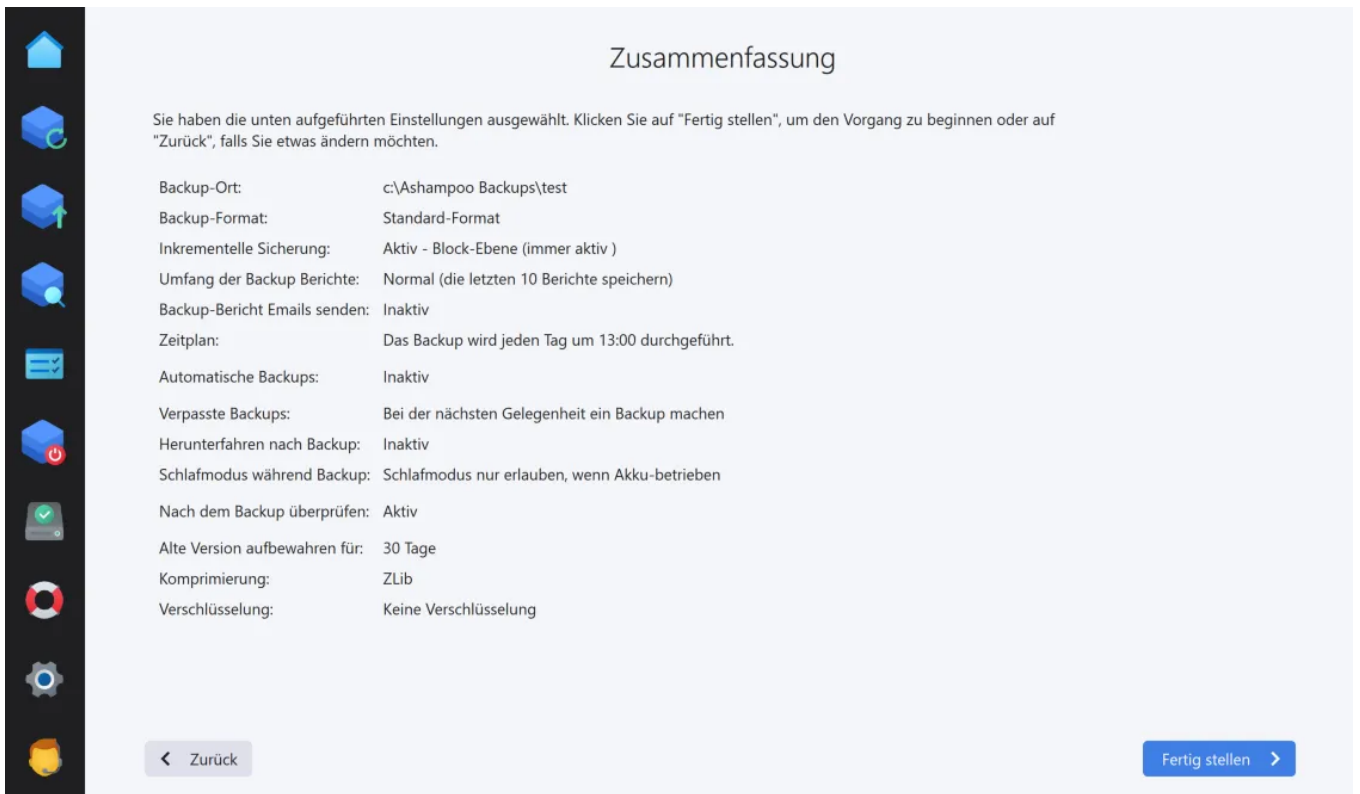 Zusammenfassung
Sie haben die unten aufgeführten Einstellungen ausgewählt. Klicken Sie auf "Fertig stellen", um den Vorgang zu beginnen oder auf
"Zurück", falls Sie etwas ändern möchten.
Backup-Ort: c:\Ashampoo Backups\test
Backup-Format: Standard-Format
Inkrementelle Sicherung: Aktiv - Block-Ebene (immer aktiv )
Umfang der Backup Berichte: Normal (die letzten 10 Berichte speichern)
Backup-Bericht Emails senden: Inaktiv
Zeitplan: Das Backup wird jeden Tag um 13:00 durchgeführt.
Automatische Backups: Inaktiv
Verpasste Backups: Bei der nächsten Gelegenheit ein Backup machen
Herunterfahren nach Backup: Inaktiv
Schlafmodus während Backup: Schlafmodus nur erlauben, wenn Akku-betrieben
Nach dem Backup überprüfen: Aktiv
Alte Version aufbewahren für: 30 Tage
Komprimierung: ZLib
Verschlüsselung: Keine Verschlüsselung
Zurück
Fertig stellen